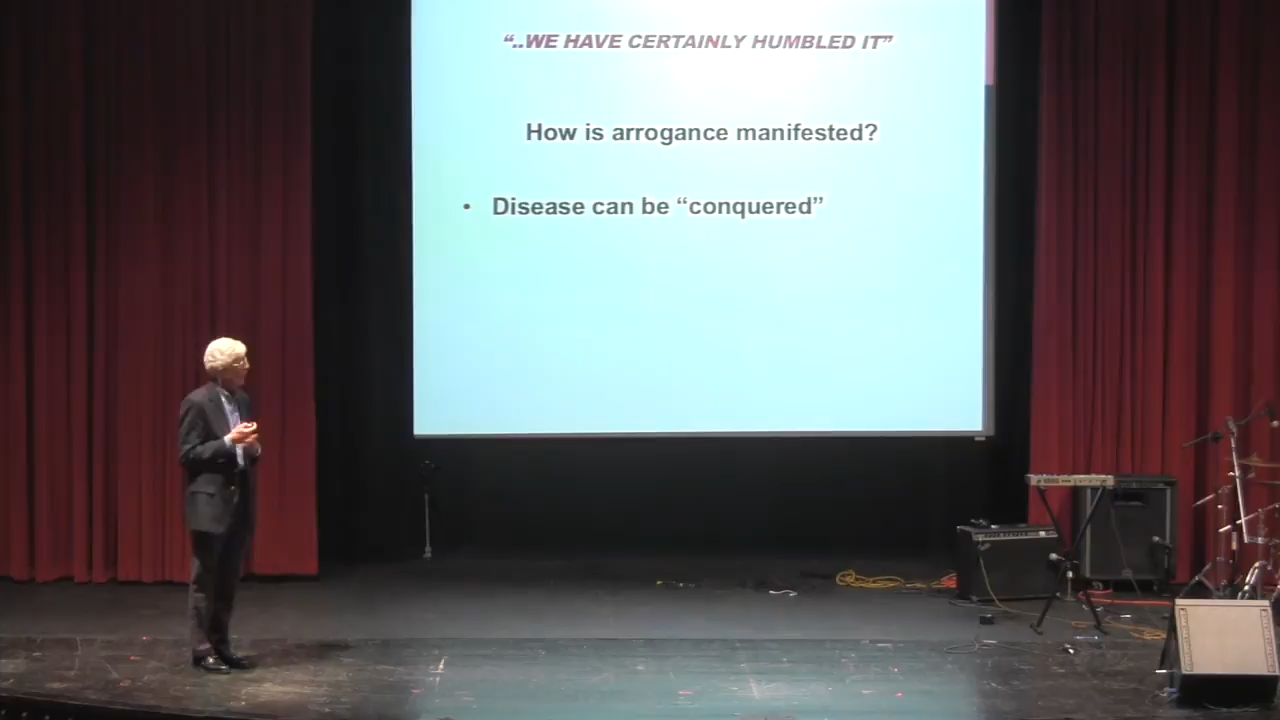 “..WE HAVE CERTAINLY HUMBLED IT”
How is arrogance manifested?
• Disease can be “conquered”